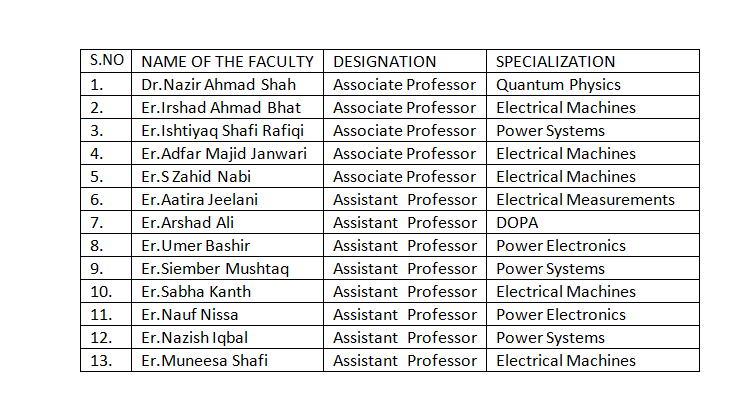 S.NO NAME OF THE FACULTY DESIGNATION SPECIALIZATION
1. Dr.Nazir Ahmad Shah Associate Professor Quantum Physics
2. Er.Irshad Ahmad Bhat Associate Professor Electrical Machines
3. Er.Ishtiyaq Shafi Rafiqi Associate Professor Power Systems
4. Er.Adfar Majid Janwari Associate Professor Electrical Machines
5. Er.S Zahid Nabi Associate Professor Electrical Machines
6. Er.Aatira Jeelani Assistant Professor Electrical Measurements
7. Er.Arshad Ali Assistant Professor DOPA
8. Er.Umer Bashir Assistant Professor Power Electronics
9. Er.Siember Mushtaq Assistant Professor Power Systems
10. Er.Sabha Kanth Assistant Professor Electrical Machines
11. Er.Nauf Nissa Assistant Professor Power Electronics
12. Er.Nazish Iqbal Assistant Professor Power Systems
13. Er.Muneesa Shafi Assistant Professor Electrical Machines